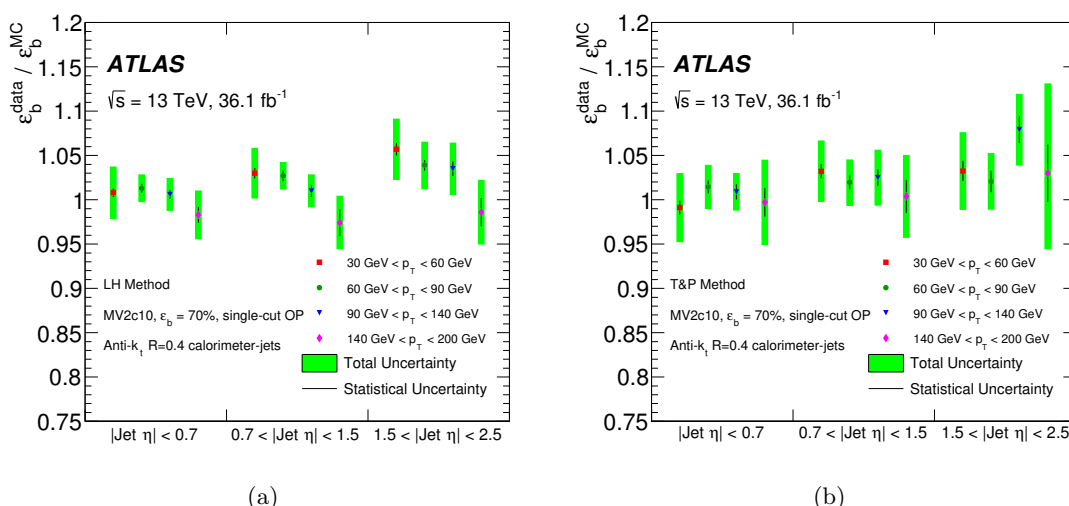 ε_b^data / ε_b^MC
1.2
1.15
1.1
1.05
1
0.95
0.9
0.85
0.8
0.75
ATLAS
√s = 13 TeV, 36.1 fb⁻¹
LH Method
MV2c10, ε_b = 70%, single-cut OP
Anti-k_t R=0.4 calorimeter-jets
30 GeV < p_T < 60 GeV
60 GeV < p_T < 90 GeV
90 GeV < p_T < 140 GeV
140 GeV < p_T < 200 GeV
Total Uncertainty
Statistical Uncertainty
|Jet η| < 0.7
0.7 < |Jet η| < 1.5
1.5 < |Jet η| < 2.5
(a)
ε_b^data / ε_b^MC
1.2
1.15
1.1
1.05
1
0.95
0.9
0.85
0.8
0.75
ATLAS
√s = 13 TeV, 36.1 fb⁻¹
T&P Method
MV2c10, ε_b = 70%, single-cut OP
Anti-k_t R=0.4 calorimeter-jets
30 GeV < p_T < 60 GeV
60 GeV < p_T < 90 GeV
90 GeV < p_T < 140 GeV
140 GeV < p_T < 200 GeV
Total Uncertainty
Statistical Uncertainty
|Jet η| < 0.7
0.7 < |Jet η| < 1.5
1.5 < |Jet η| < 2.5
(b)